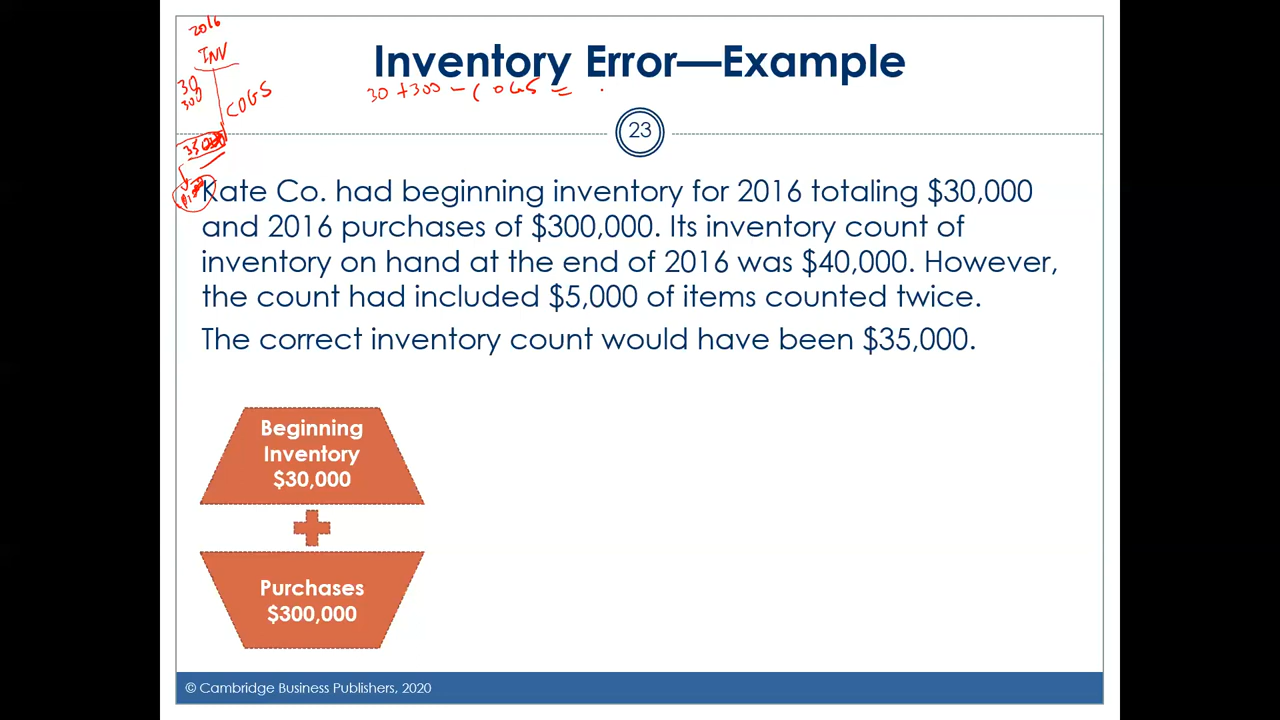 2016
INV
30
300
COGS
Inventory Error—Example
30 + 300 - COGS =
23
Kate Co. had beginning inventory for 2016 totaling $30,000
and 2016 purchases of $300,000. Its inventory count of
inventory on hand at the end of 2016 was $40,000. However,
the count had included $5,000 of items counted twice.
The correct inventory count would have been $35,000.
Beginning
Inventory
$30,000
Purchases
$300,000
© Cambridge Business Publishers, 2020